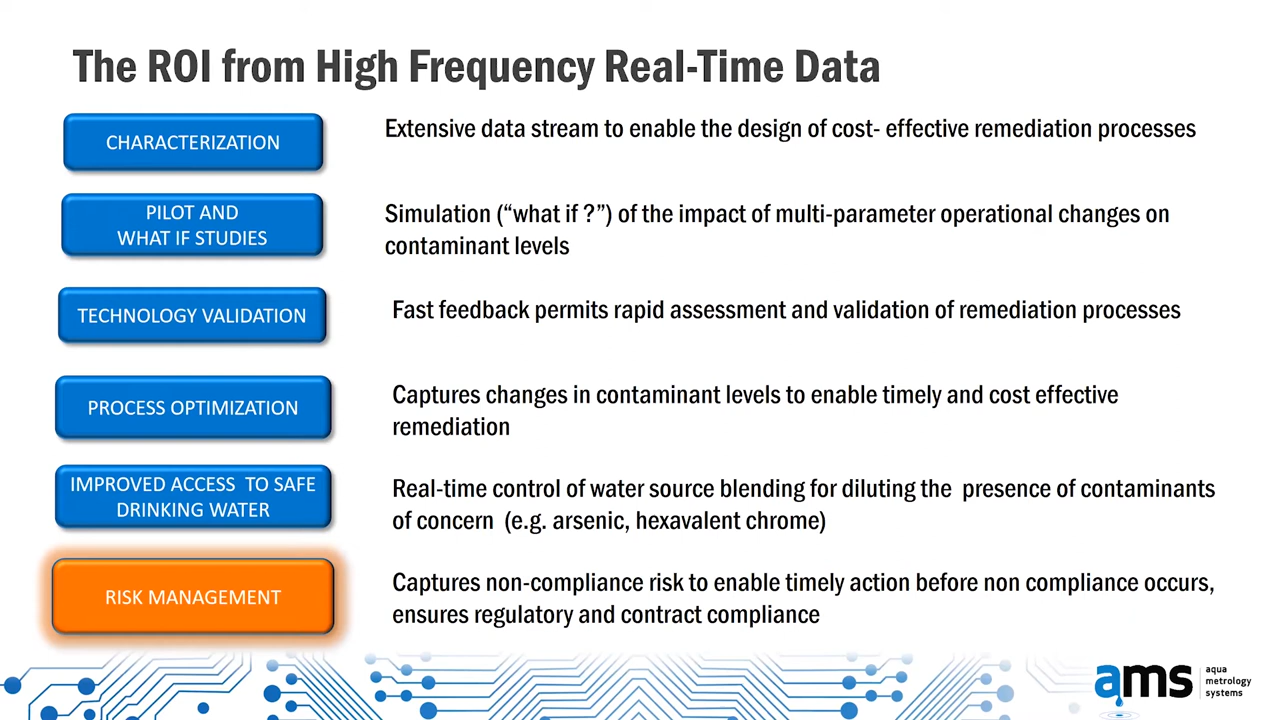 The ROI from High Frequency Real-Time Data
CHARACTERIZATION
Extensive data stream to enable the design of cost- effective remediation processes
PILOT AND
WHAT IF STUDIES
Simulation (“what if ?”) of the impact of multi-parameter operational changes on
contaminant levels
TECHNOLOGY VALIDATION
Fast feedback permits rapid assessment and validation of remediation processes
PROCESS OPTIMIZATION
Captures changes in contaminant levels to enable timely and cost effective
remediation
IMPROVED ACCESS  TO SAFE
DRINKING WATER
Real-time control of water source blending for diluting the  presence of contaminants
of concern  (e.g. arsenic, hexavalent chrome)
RISK MANAGEMENT
Captures non-compliance risk to enable timely action before non compliance occurs,
ensures regulatory and contract compliance
ams
aqua
metrology
systems